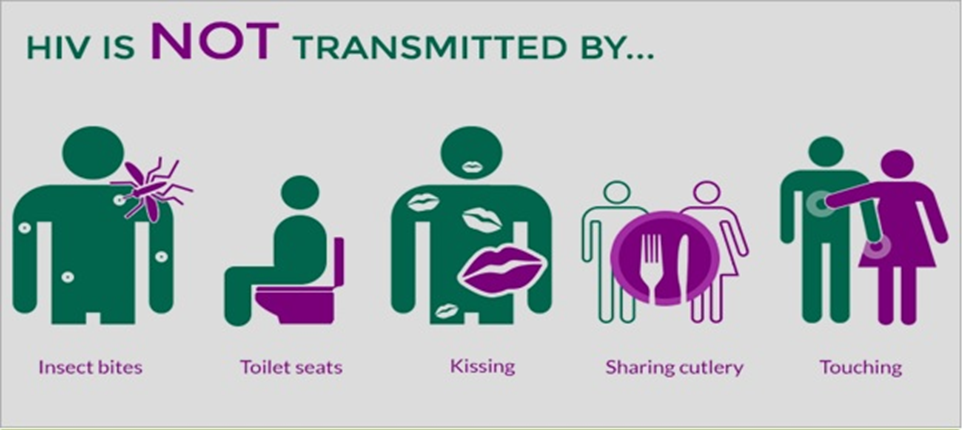 HIV IS NOT TRANSMITTED BY...
Insect bites
Toilet seats
Kissing
Sharing cutlery
Touching